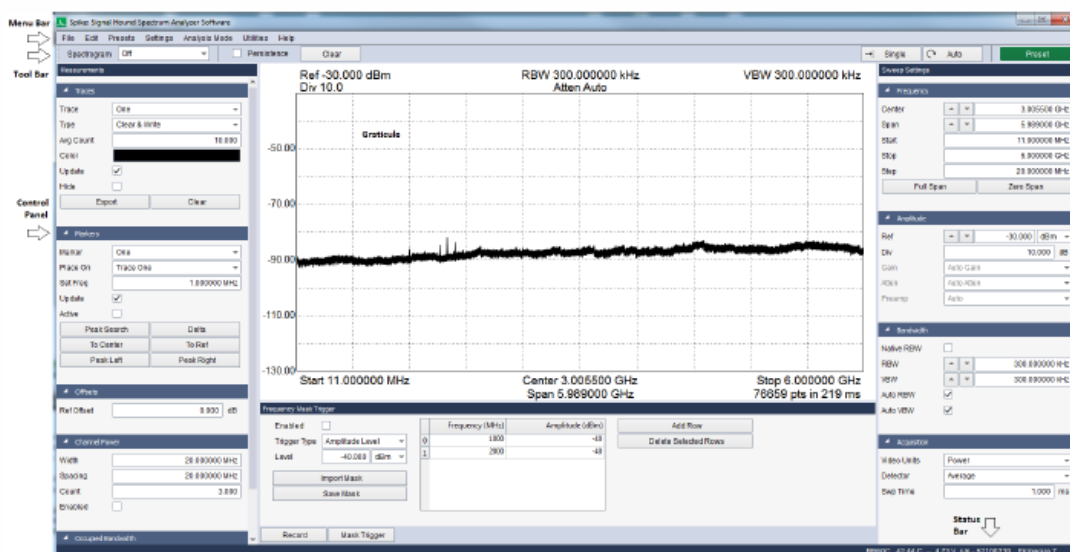 Menu Bar
Spike: Signal Hound Spectrum Analyzer Software
File Edit Presets Settings Analysis Mode Utilities Help
Spectrogram Off Persistence Clear Single Auto Preset
Tool Bar
Measurements
Traces
Trace One
Type Clear & Write
Avg Count 10.000
Color
Update
Hide
Export Clear
Control Panel
Markers
Marker One
Place On Trace One
Set Freq 1.000000 MHz
Update
Active
Peak Search Delta
To Center To Ref
Peak Left Peak Right
Offsets
Ref Offset 0.000 dB
Channel Power
Width 20.000000 MHz
Spacing 20.000000 MHz
Count 3.000
Enabled
Occupied Bandwidth
Ref -30.000 dBm RBW 300.000000 kHz VBW 300.000000 kHz
Div 10.0 Atten Auto
Graticule
-50.00
-70.00
-90.00
-110.00
-130.00
Start 11.000000 MHz Center 3.005500 GHz Stop 6.000000 GHz
Span 5.989000 GHz 76659 pts in 219 ms
Frequency Mask Trigger
Enabled
Trigger Type Amplitude Level
Level -40.000 dBm
Import Mask
Save Mask
Frequency (MHz) Amplitude (dBm)
0 1000 -40
1 2000 -40
Add Row
Delete Selected Rows
Record Mask Trigger
Sweep Settings
Frequency
Center 3.005500 GHz
Span 5.989000 GHz
Start 11.000000 MHz
Stop 6.000000 GHz
Step 20.000000 MHz
Full Span Zero Span
Amplitude
Ref -30.000 dBm
Div 10.000 dB
Gain Auto Gain
Atten Auto Atten
Preamp Auto
Bandwidth
Native RBW
RBW 300.000000 kHz
VBW 300.000000 kHz
Auto RBW
Auto VBW
Acquisition
Video Units Power
Detector Average
Swp Time 1.000 ms
Status Bar